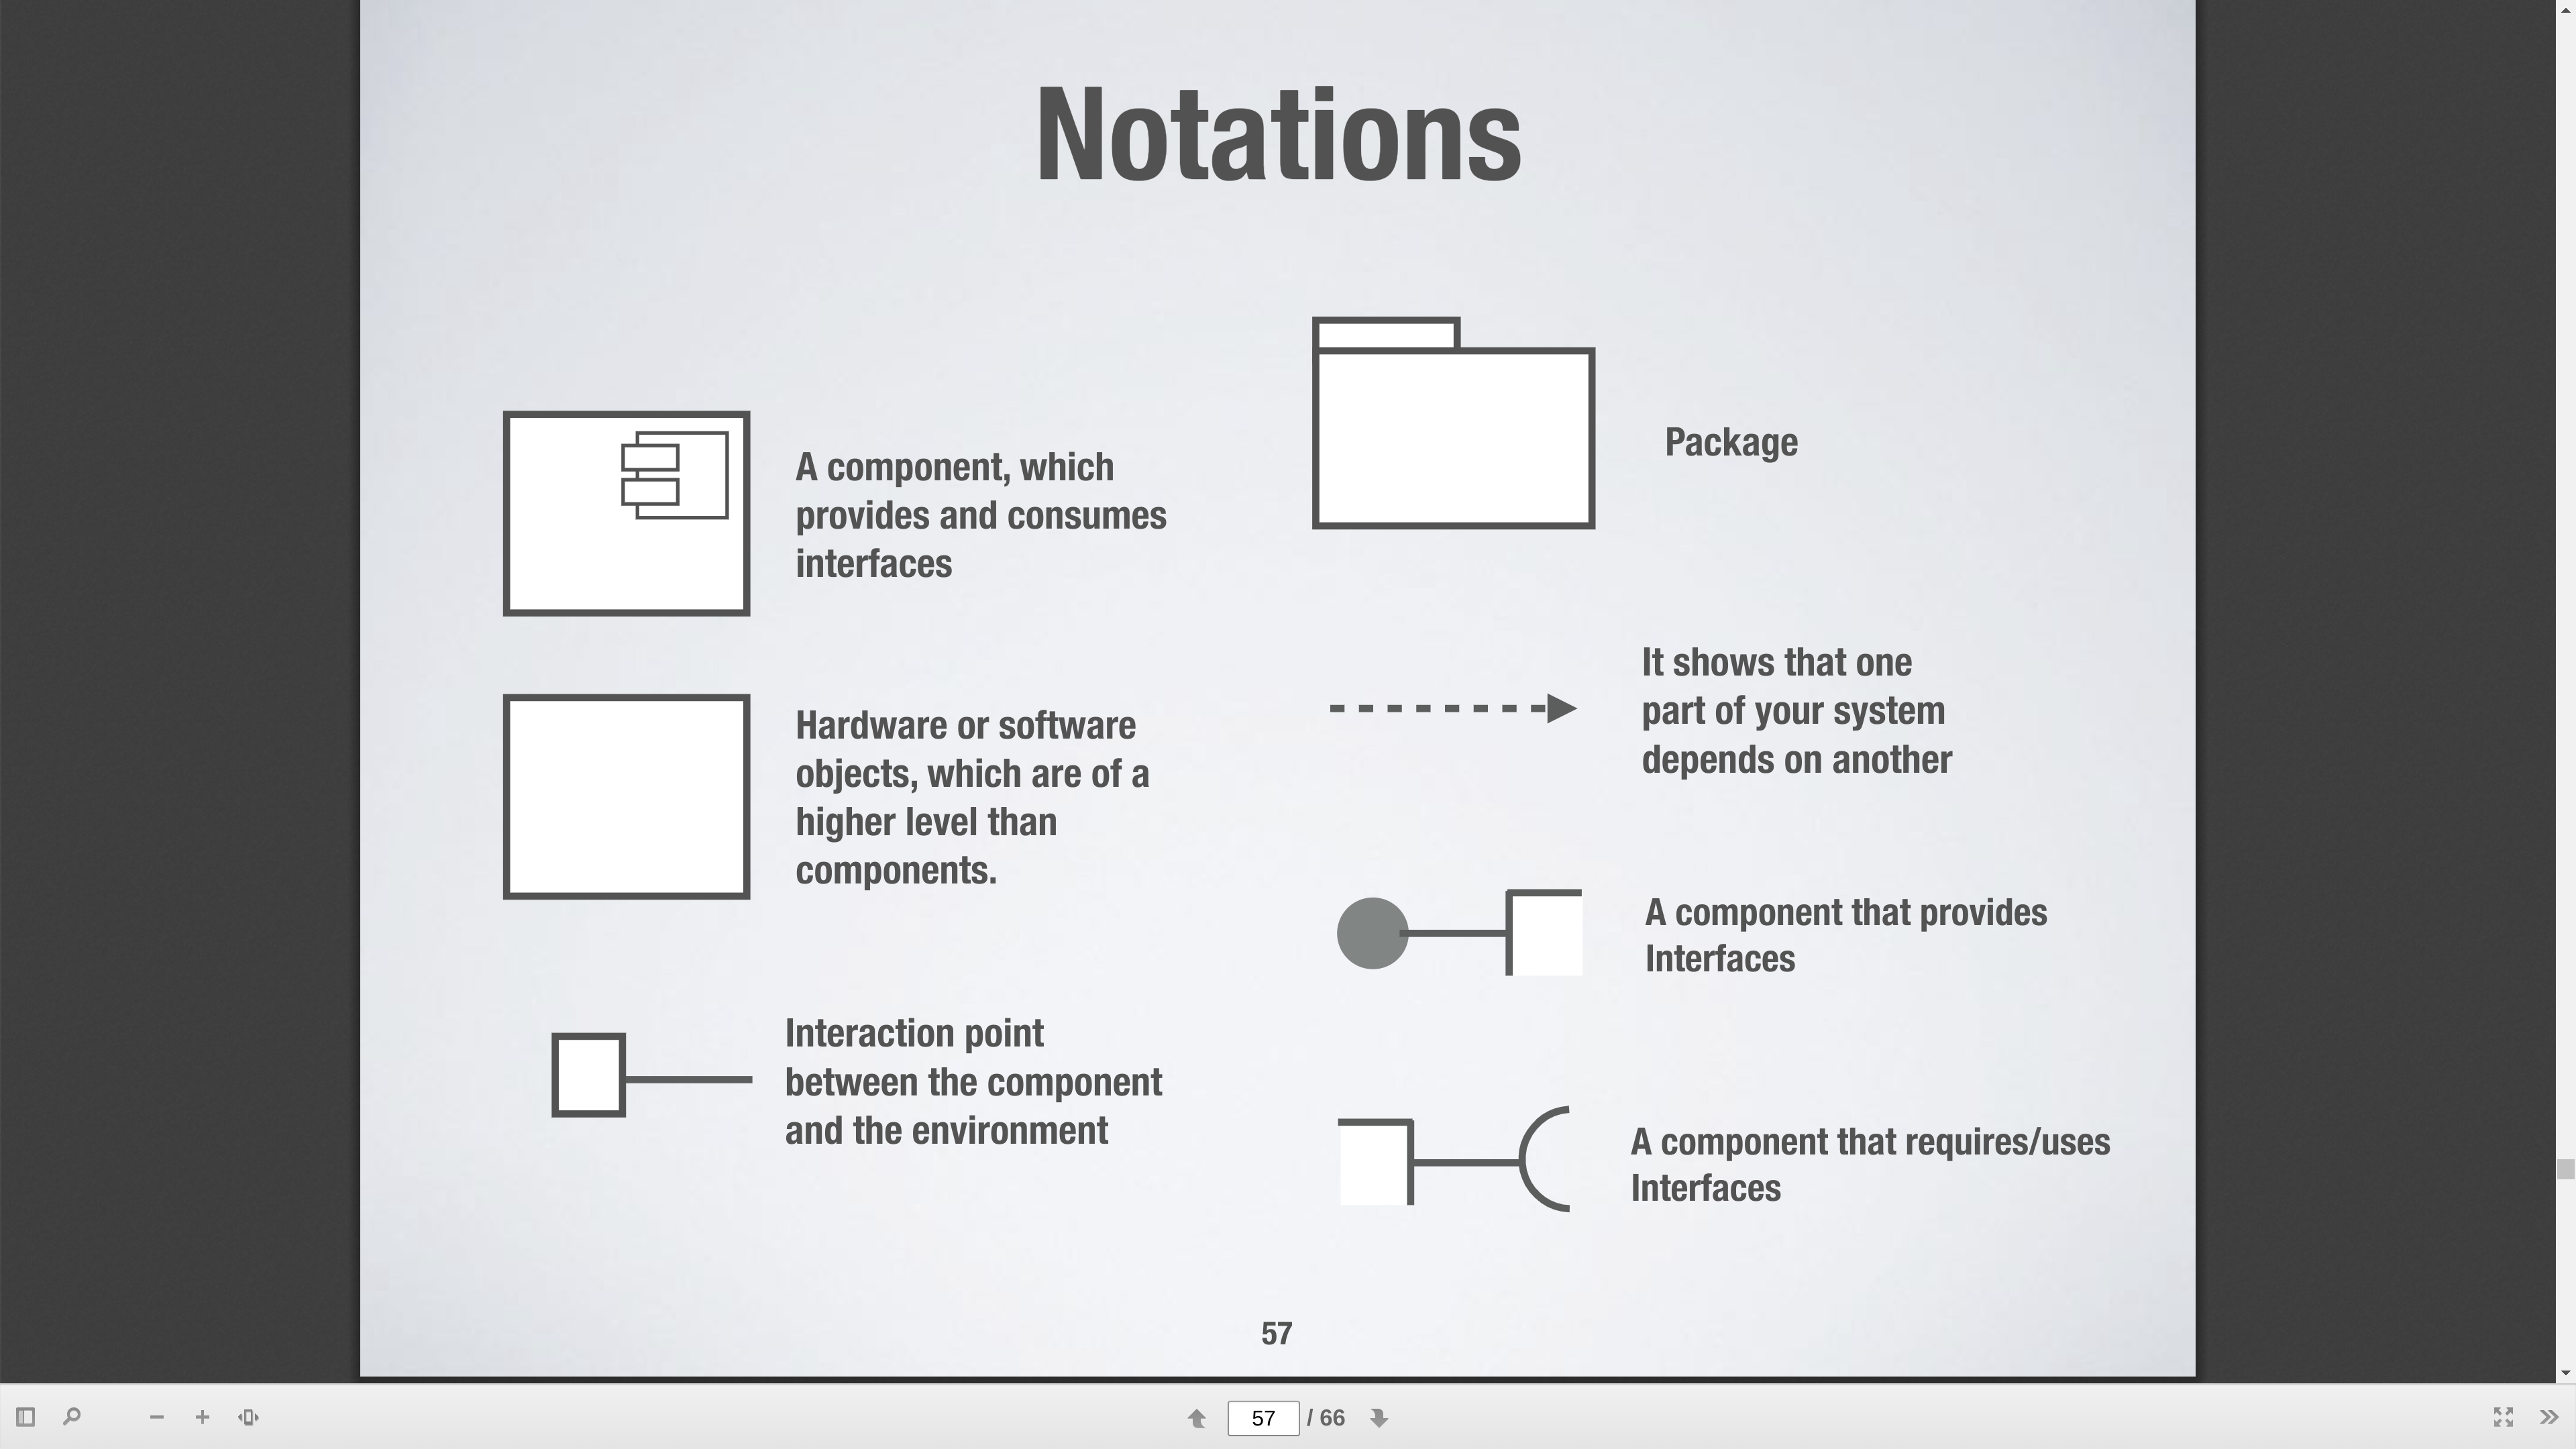 Notations
A component, which
provides and consumes
interfaces
Hardware or software
objects, which are of a
higher level than
components.
Interaction point
between the component
and the environment
Package
It shows that one
part of your system
depends on another
A component that provides
Interfaces
A component that requires/uses
Interfaces
57
57 / 66